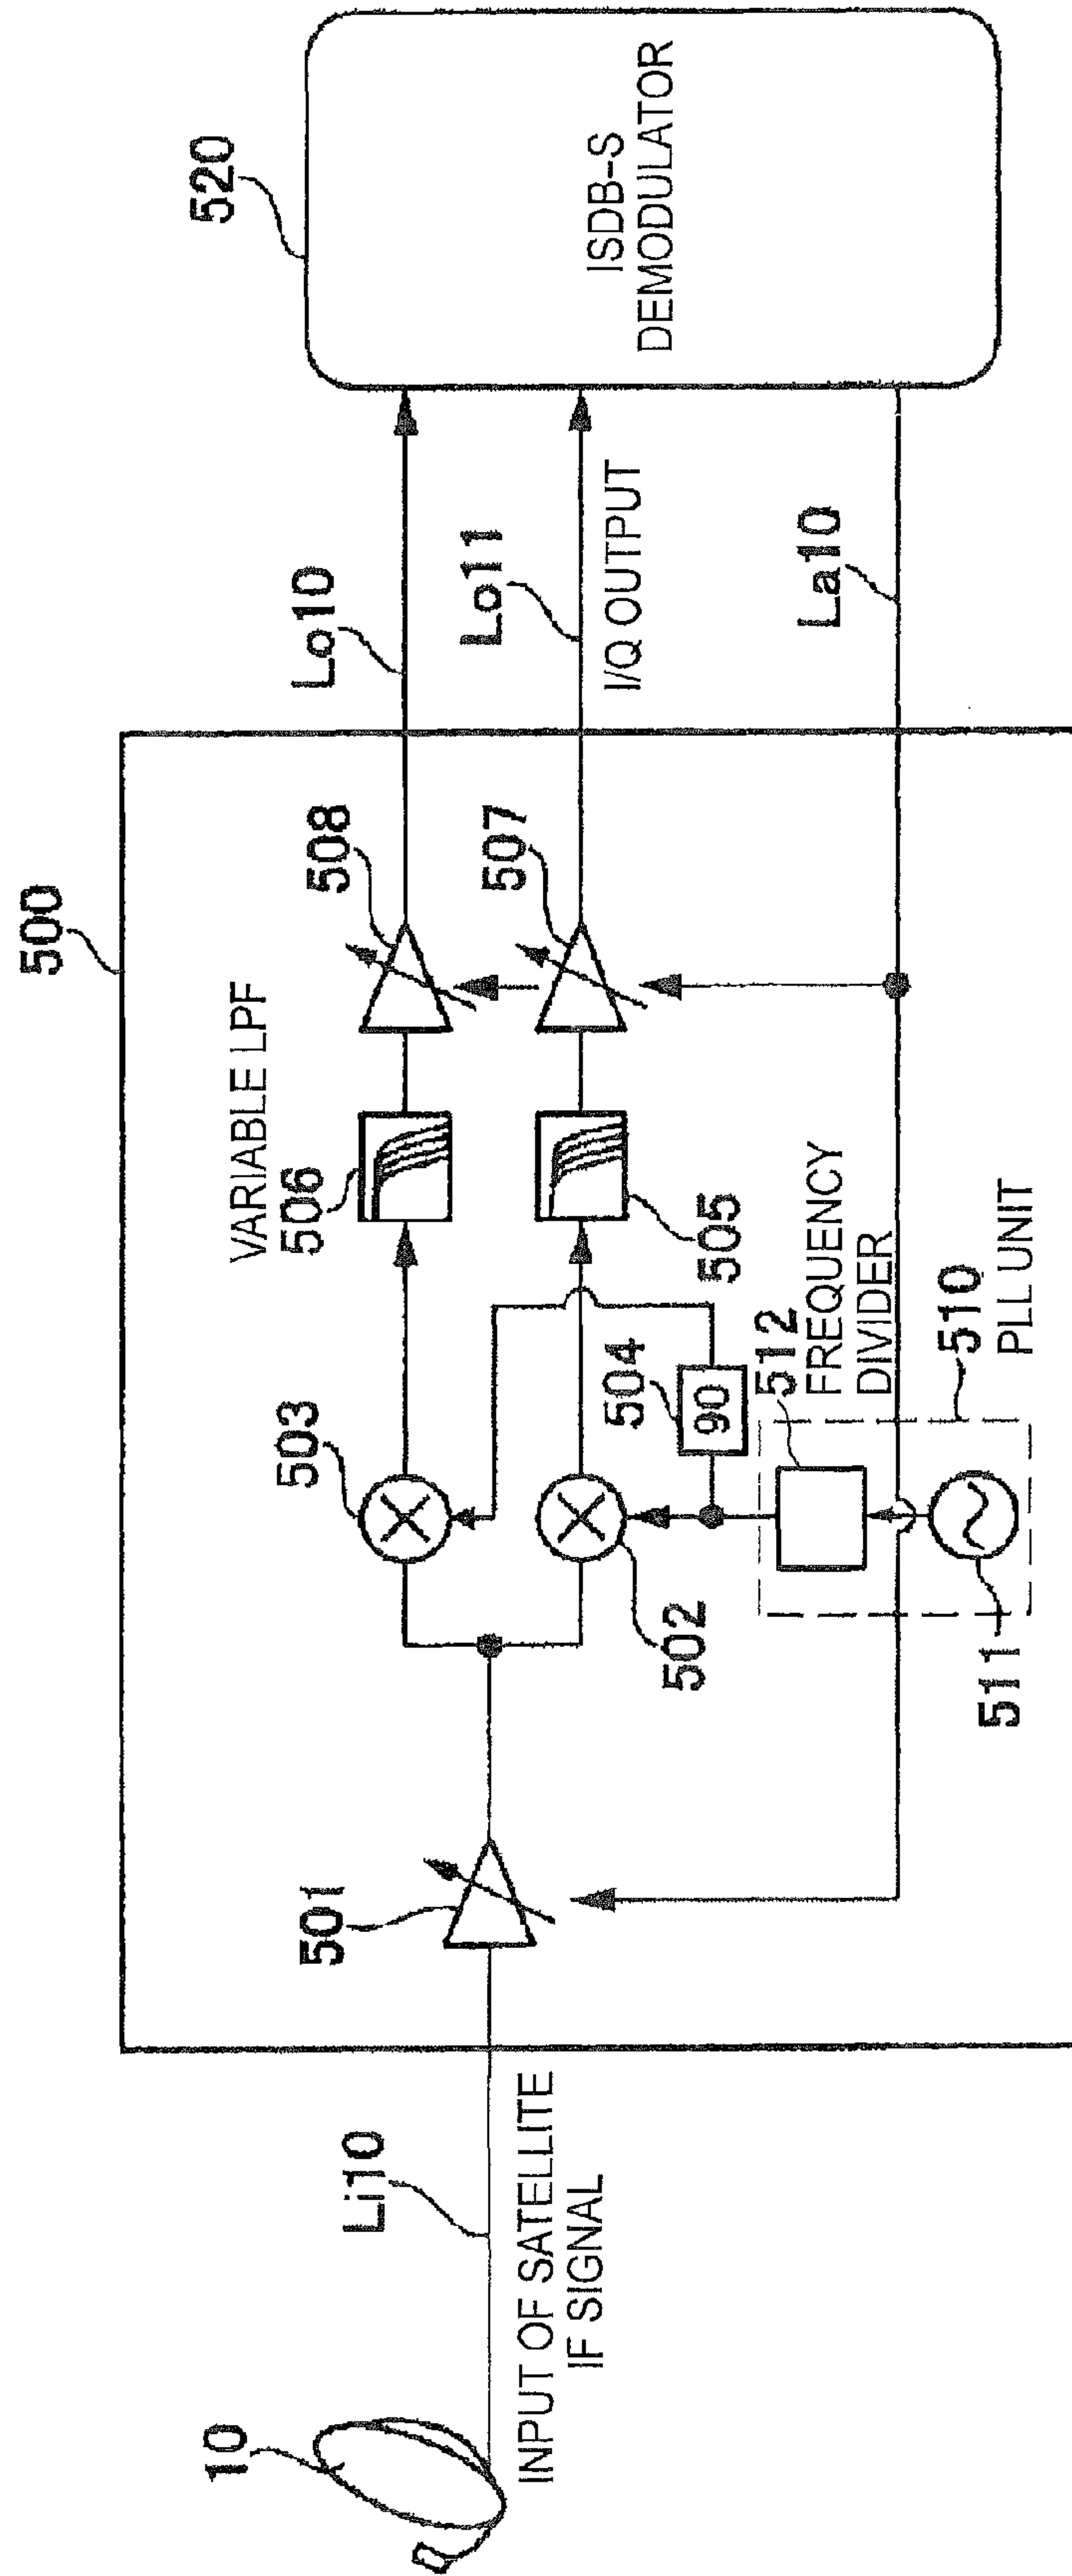 500
520
10
Li10
INPUT OF SATELLITE
IF SIGNAL
501
503
502
504
90
VARIABLE LPF
506
505
508
507
Lo10
Lo11
I/Q OUTPUT
La10
ISDB-S
DEMODULATOR
512
FREQUENCY
DIVIDER
510
PLL UNIT
511